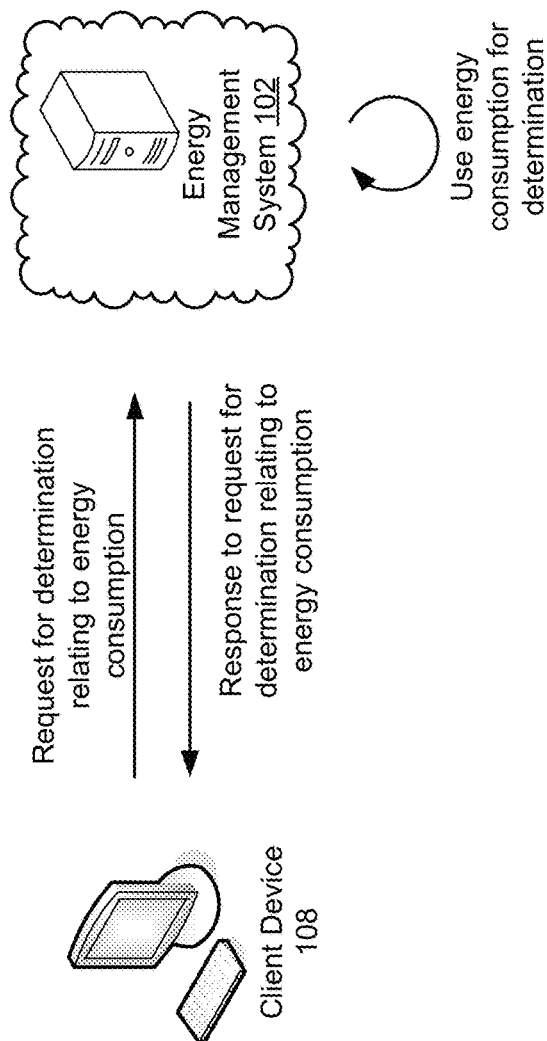 Request for determination
relating to energy
consumption
Response to request for
determination relating to
energy consumption
Client Device
108
Energy
Management
System 102
Use energy
consumption for
determination